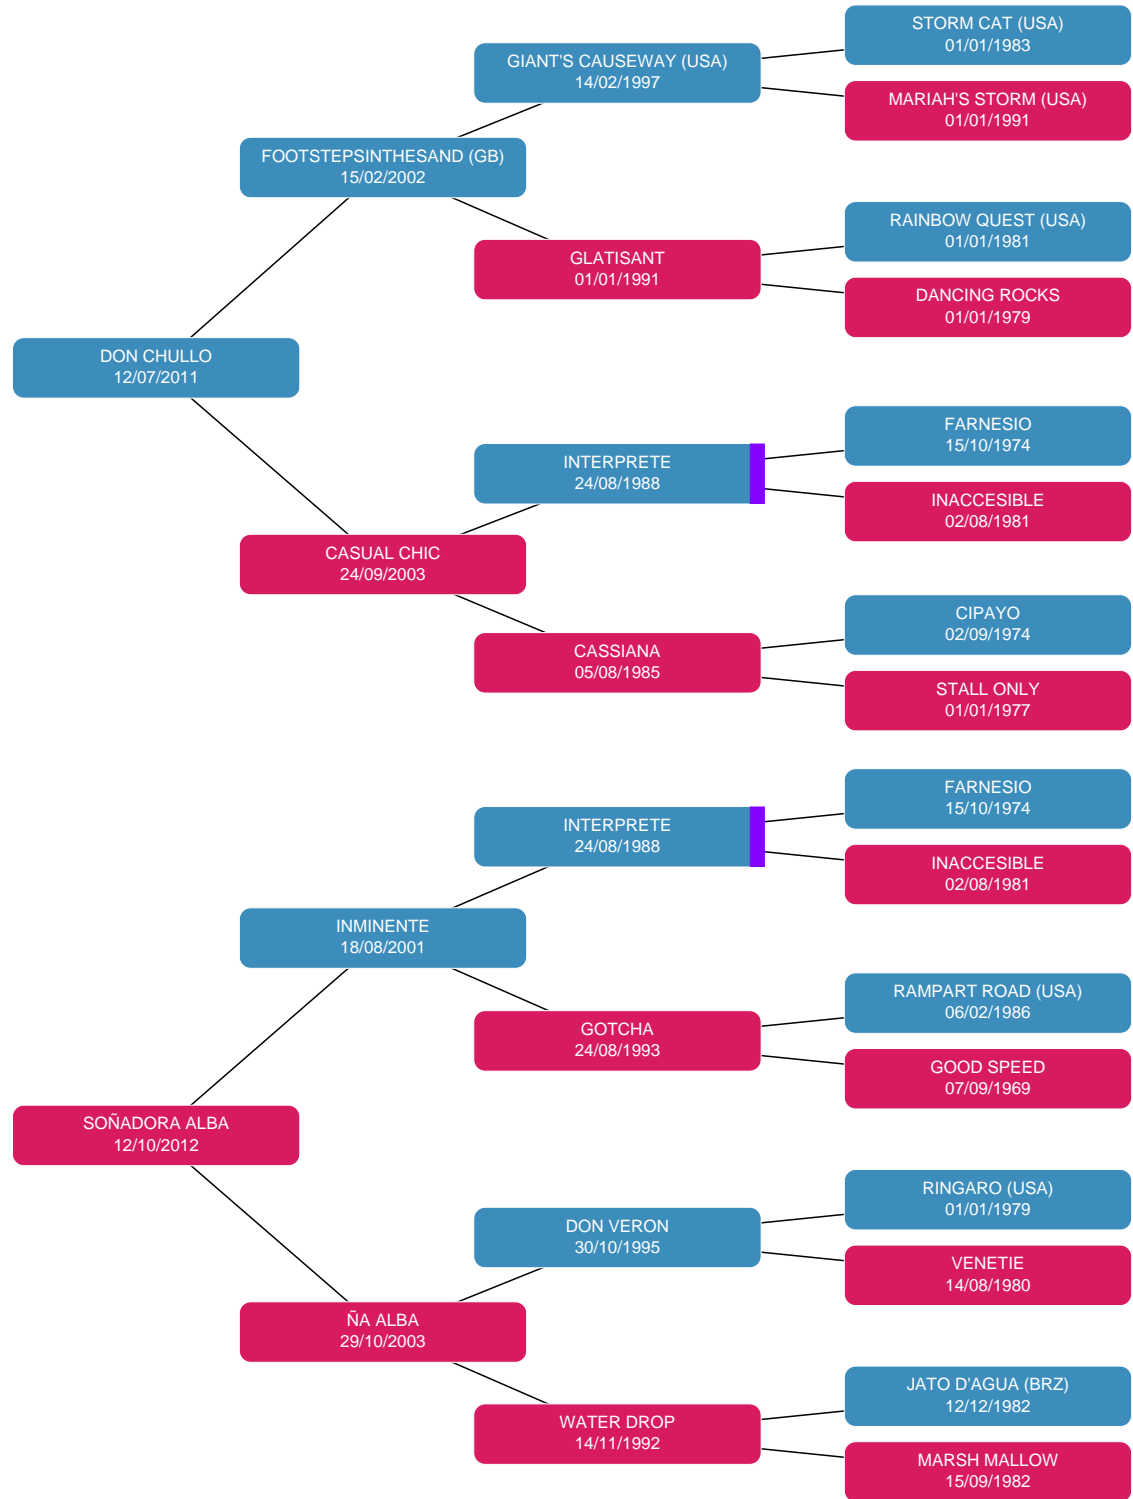 STORM CAT (USA)
01/01/1983
GIANT'S CAUSEWAY (USA)
14/02/1997
MARIAH'S STORM (USA)
01/01/1991
FOOTSTEPSINTHESAND (GB)
15/02/2002
RAINBOW QUEST (USA)
01/01/1981
GLATISANT
01/01/1991
DANCING ROCKS
01/01/1979
DON CHULLO
12/07/2011
FARNESIO
15/10/1974
INTERPRETE
24/08/1988
INACCESIBLE
02/08/1981
CASUAL CHIC
24/09/2003
CIPAYO
02/09/1974
CASSIANA
05/08/1985
STALL ONLY
01/01/1977
FARNESIO
15/10/1974
INTERPRETE
24/08/1988
INACCESIBLE
02/08/1981
INMINENTE
18/08/2001
RAMPART ROAD (USA)
06/02/1986
GOTCHA
24/08/1993
GOOD SPEED
07/09/1969
SOÑADORA ALBA
12/10/2012
RINGARO (USA)
01/01/1979
DON VERON
30/10/1995
VENETIE
14/08/1980
ÑA ALBA
29/10/2003
JATO D'AGUA (BRZ)
12/12/1982
WATER DROP
14/11/1992
MARSH MALLOW
15/09/1982